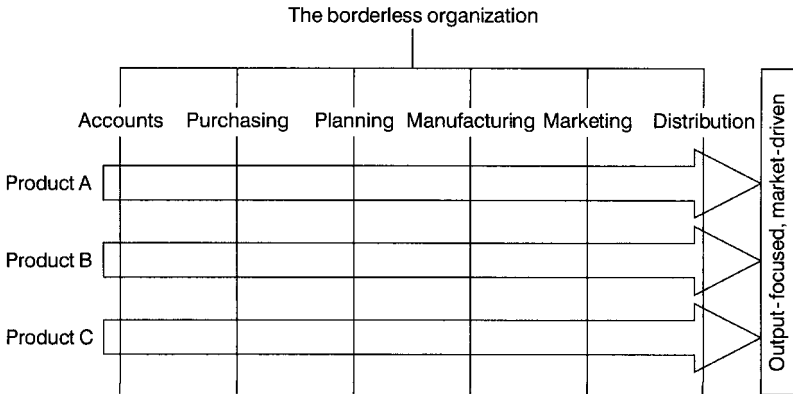 The borderless organization
Accounts Purchasing Planning Manufacturing Marketing Distribution
Product A
Product B
Product C
Output-focused, market-driven